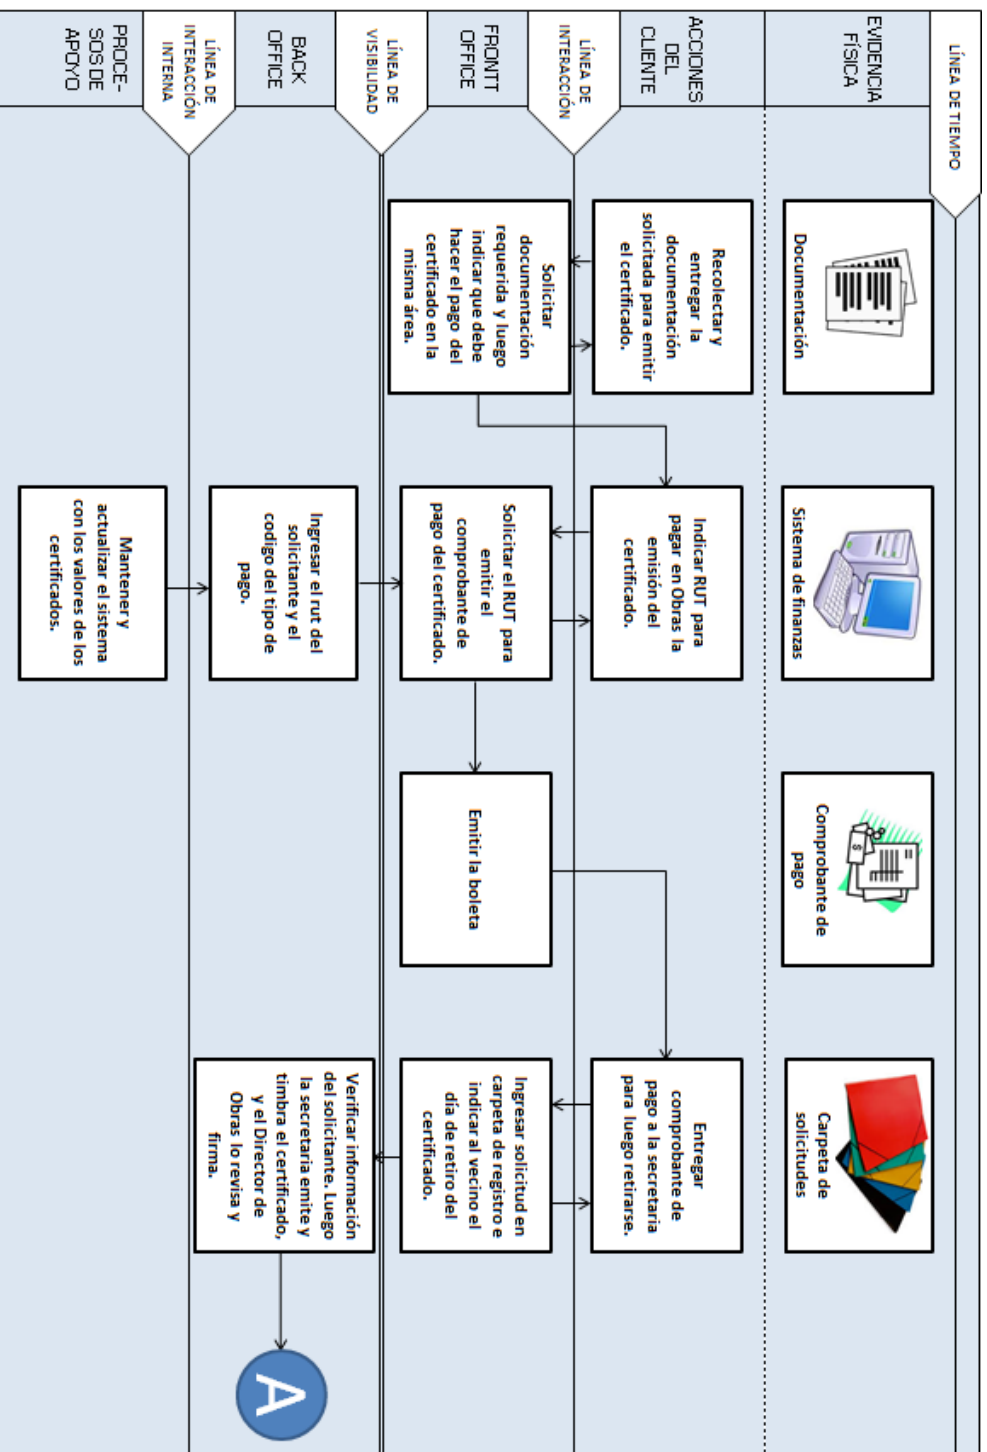 LÍNEA DE TIEMPO
EVIDENCIA
FÍSICA
Documentación
Sistema de finanzas
Comprobante de
pago
Carpeta de
solicitudes
ACCIONES
DEL
CLIENTE
Recolectar y
entregar la
documentación
solicitada para emitir
el certificado.
Indicar RUT para
pagar en Obras la
emisión del
certificado.
Entregar
comprobante de
pago a la secretaria
para luego retirarse.
LÍNEA DE
INTERACCIÓN
FRONTT
OFFICE
Solicitar
documentación
requerida y luego
indicar que debe
hacer el pago del
certificado en la
misma área.
Solicitar el RUT para
emitir el
comprobante de
pago del certificado.
Emitir la boleta
Ingresar solicitud en
carpeta de registro e
indicar al vecino el
día de retiro del
certificado.
LÍNEA DE
VISIBILIDAD
BACK
OFFICE
Ingresar el rut del
solicitante y el
codigo del tipo de
pago.
Verificar información
del solicitante. Luego
la secretaria emite y
timbra el certificado,
y el Director de
Obras lo revisa y
firma.
A
LÍNEA DE
INTERACCIÓN
INTERNA
PROCE-
SOS DE
APOYO
Mantener y
actualizar el sistema
con los valores de los
certificados.